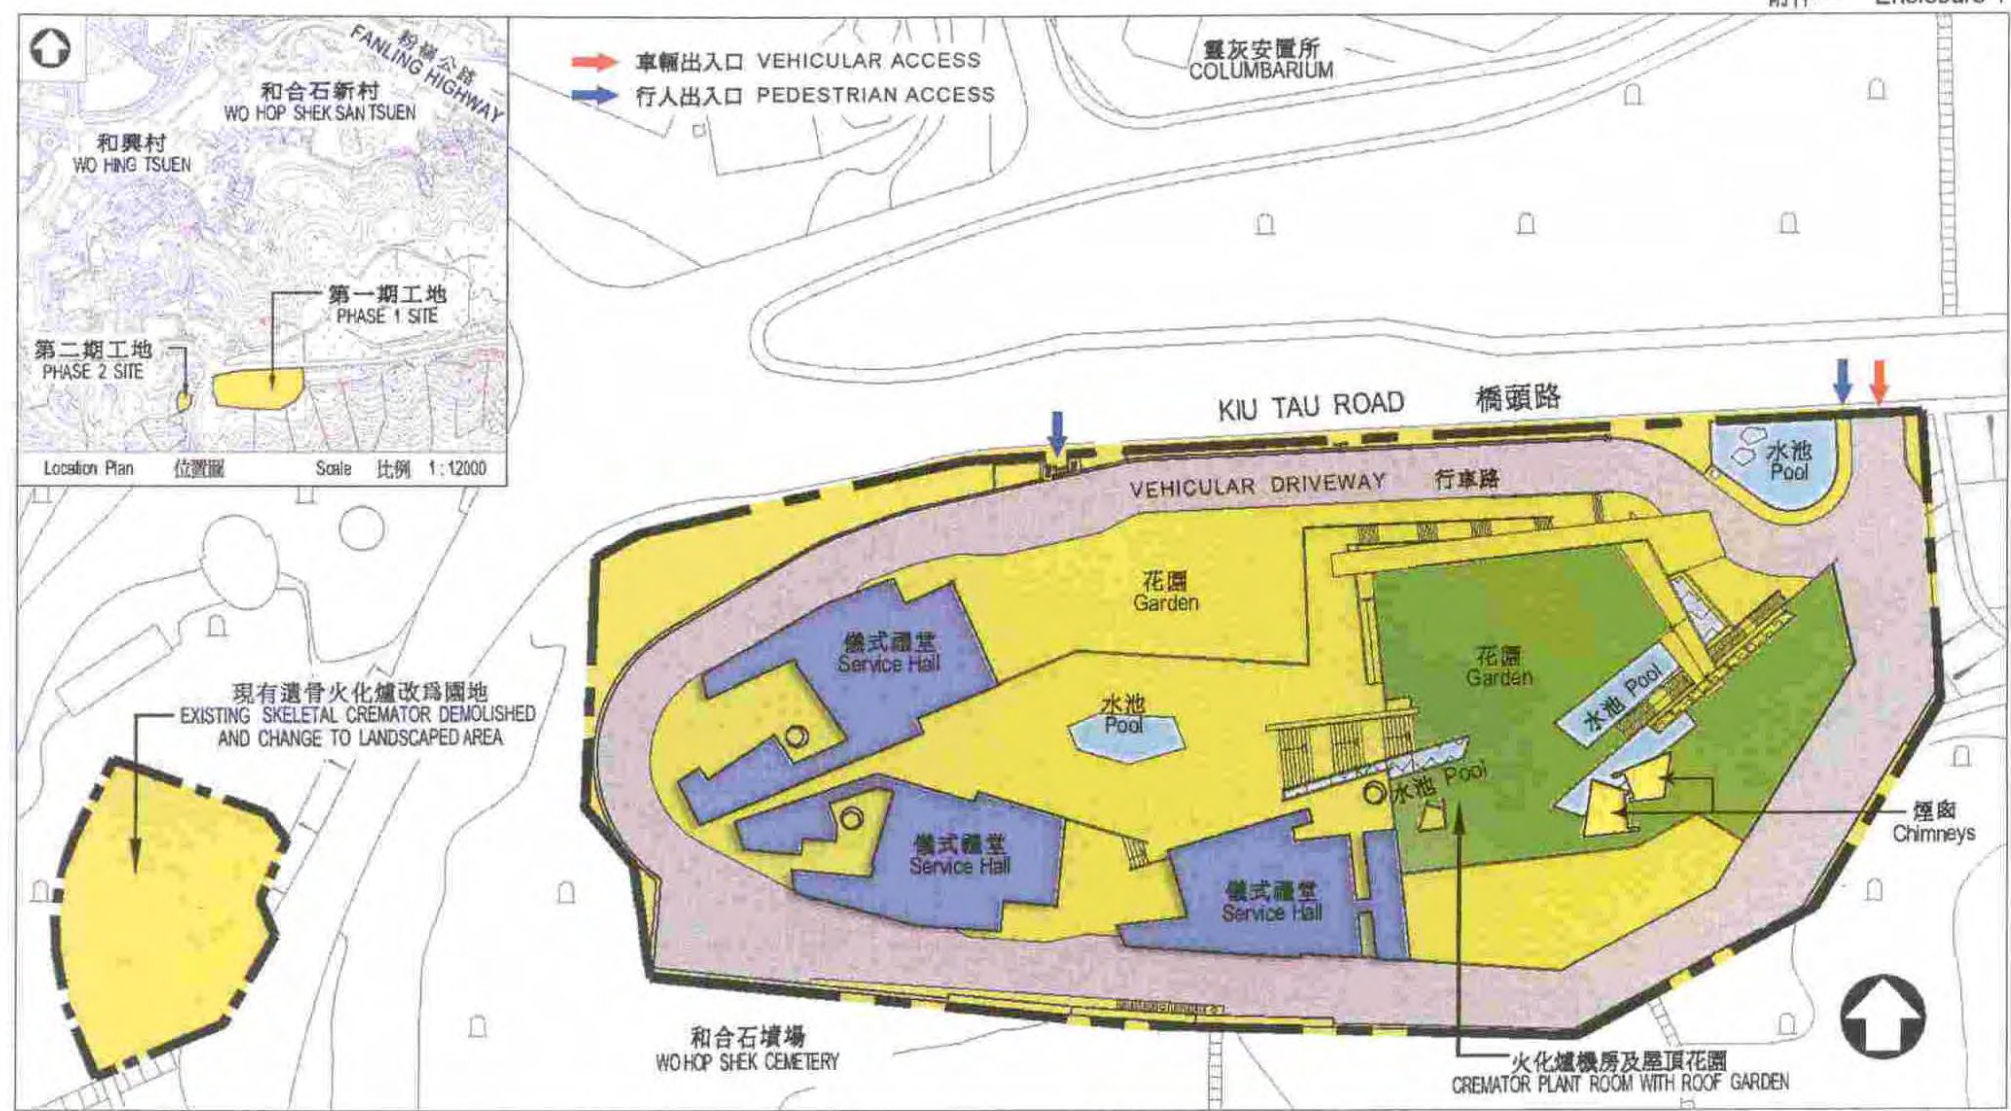 附件 Enclosure 1
粉嶺公路
FANLING HIGHWAY
和合石新村
WO HOP SHEK SAN TSUEN
和興村
WO HING TSUEN
第一期工地
PHASE 1 SITE
第二期工地
PHASE 2 SITE
Location Plan 位置圖 Scale 比例 1:12000
車輛出入口 VEHICULAR ACCESS
行人出入口 PEDESTRIAN ACCESS
靈灰安置所
COLUMBARIUM
KIU TAU ROAD 橋頭路
水池
Pool
VEHICULAR DRIVEWAY 行車路
花園
Garden
儀式禮堂
Service Hall
花園
Garden
水池 Pool
水池
Pool
水池 Pool
現有遺骨火化爐改為園地
EXISTING SKELETAL CREMATOR DEMOLISHED
AND CHANGE TO LANDSCAPED AREA
煙囪
Chimneys
儀式禮堂
Service Hall
儀式禮堂
Service Hall
和合石墳場
WO HOP SHEK CEMETERY
火化爐機房及屋頂花園
CREMATOR PLANT ROOM WITH ROOF GARDEN